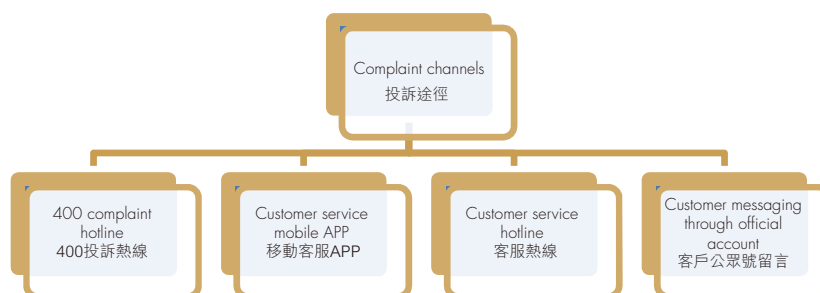 Complaint channels
投訴途徑
400 complaint
hotline
400投訴熱線
Customer service
mobile APP
移動客服APP
Customer service
hotline
客服熱線
Customer messaging
through official
account
客戶公眾號留言